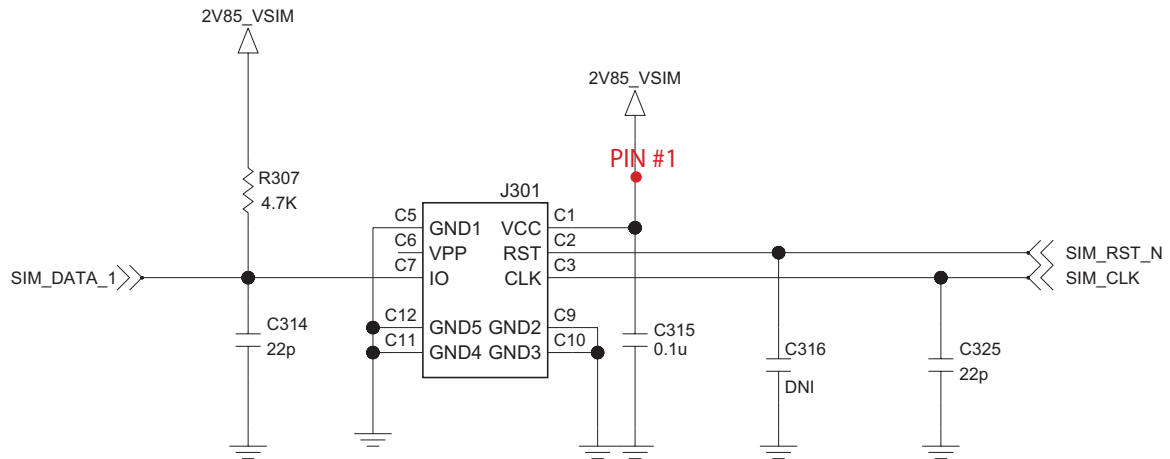 2V85_VSIM
2V85_VSIM
PIN #1
R307
4.7K
J301
C5 GND1 VCC C1
C6 VPP RST C2
C7 IO CLK C3
SIM_DATA_1
SIM_RST_N
SIM_CLK
C12 GND5 GND2 C9
C11 GND4 GND3 C10
C314
22p
C315
0.1u
C316
DNI
C325
22p